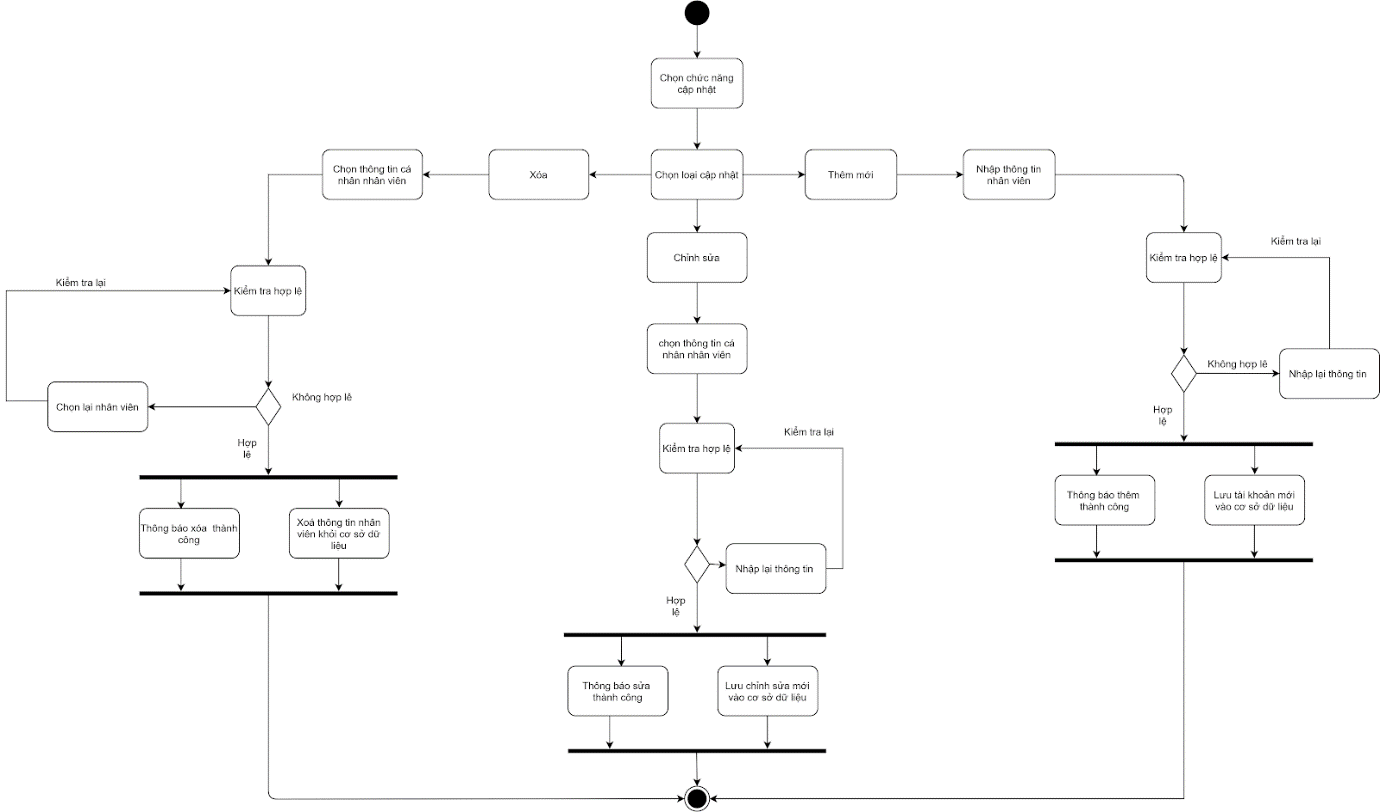 Chọn chức năng
cập nhật
Chọn thông tin cá
nhân nhân viên
Xóa
Chọn loại cập nhật
Thêm mới
Nhập thông tin
nhân viên
Chỉnh sửa
Kiểm tra hợp lệ
Kiểm tra lại
Kiểm tra lại
Kiểm tra hợp lệ
chọn thông tin cá
nhân nhân viên
Không hợp lê
Nhập lại thông tin
Chọn lại nhân viên
Không hợp lê
Hợp
lệ
Kiểm tra lại
Hợp
lệ
Kiểm tra hợp lệ
Thông báo thêm
thành công
Lưu tài khoản mới
vào cơ sở dữ liệu
Thông báo xóa thành
công
Xoá thông tin nhân
viên khỏi cơ sở dữ
liệu
Nhập lại thông tin
Hợp
lệ
Thông báo sửa
thành công
Lưu chỉnh sửa mới
vào cơ sở dữ liệu